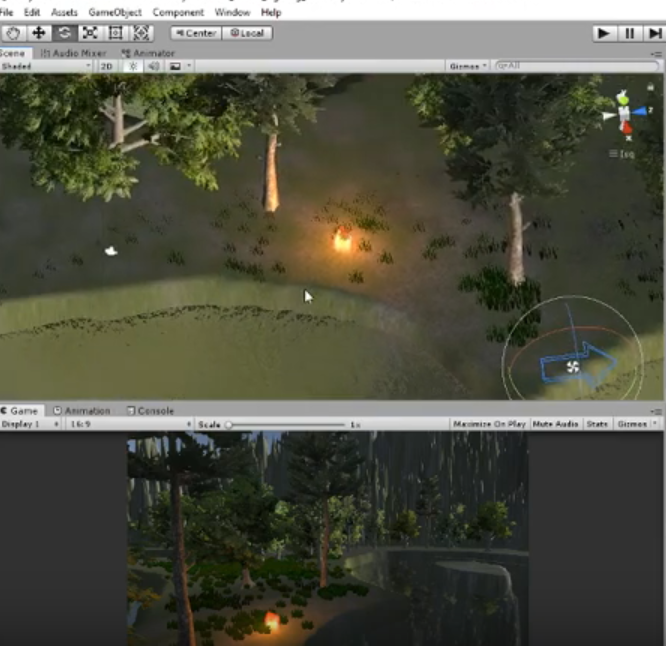 File Edit Assets GameObject Component Window Help
Center Local
Scene Audio Mixer Animator
Shaded 2D Gizmos All
y
z
x
Iso
Game Animation Console
Display 1 16:9 Scale 1x Maximize On Play Mute Audio Stats Gizmos